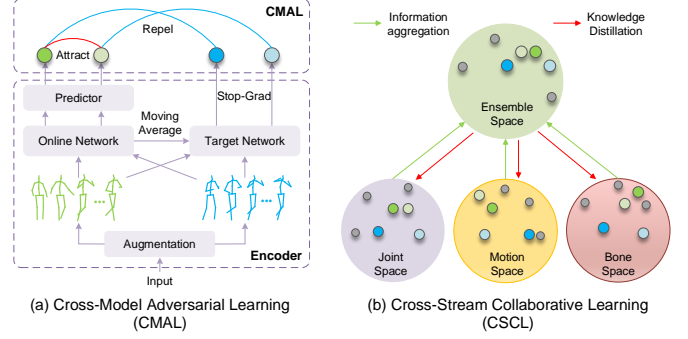 CMAL
Repel
Attract
Predictor
Stop-Grad
Moving
Average
Online Network
Target Network
...
...
Augmentation
Encoder
Input
(a) Cross-Model Adversarial Learning
(CMAL)
Information
aggregation
Knowledge
Distillation
Ensemble
Space
Joint
Space
Motion
Space
Bone
Space
(b) Cross-Stream Collaborative Learning
(CSCL)